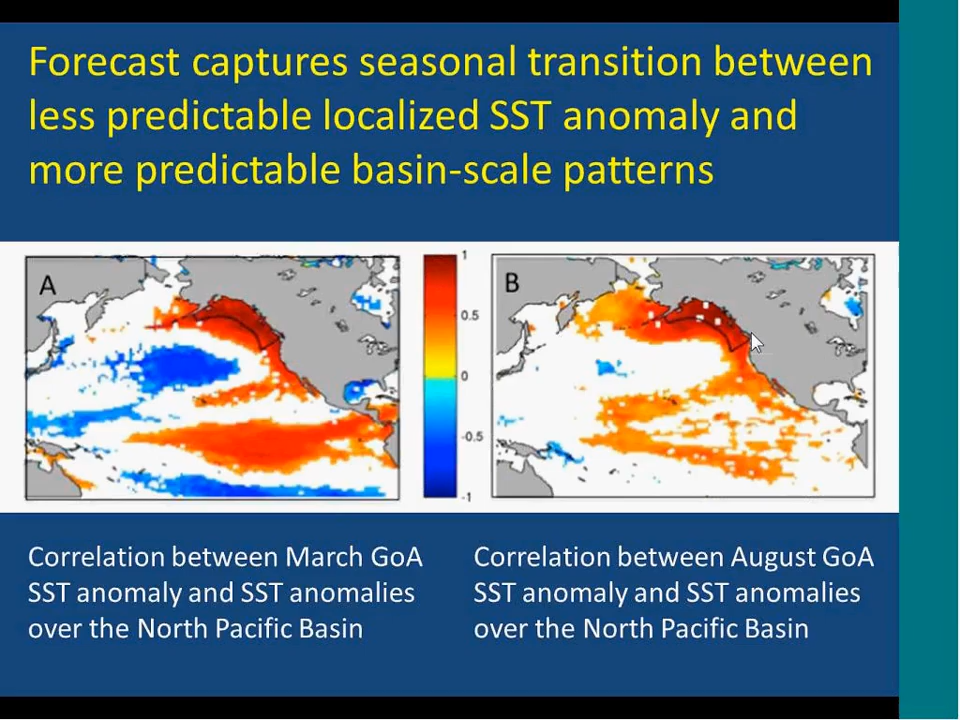 Forecast captures seasonal transition between
less predictable localized SST anomaly and
more predictable basin-scale patterns
A
1
0.5
0
-0.5
-1
B
Correlation between March GoA
SST anomaly and SST anomalies
over the North Pacific Basin
Correlation between August GoA
SST anomaly and SST anomalies
over the North Pacific Basin